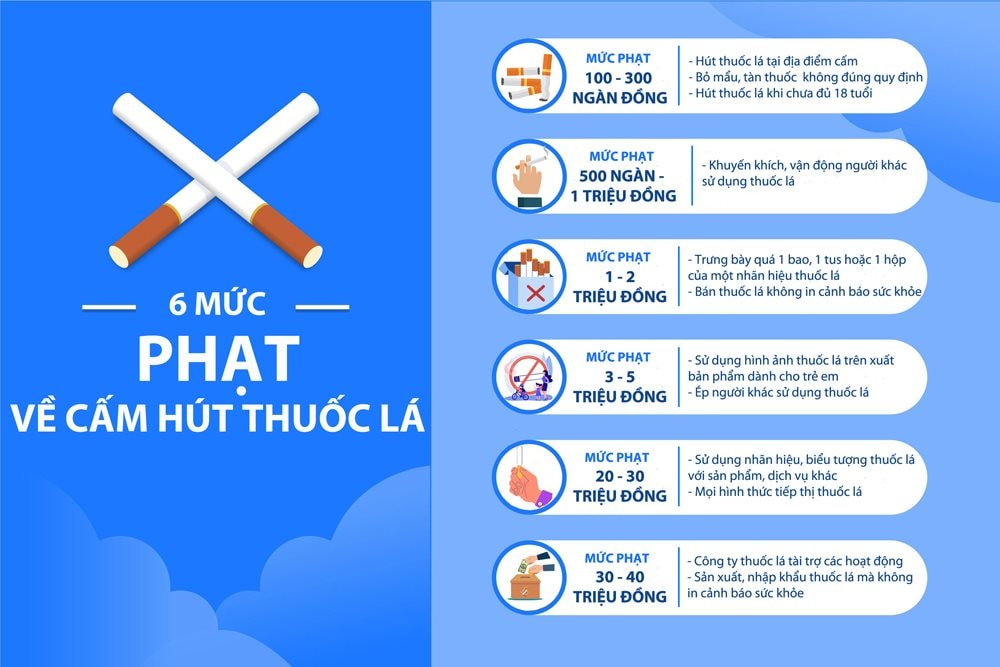 6 MỨC
PHẠT
VỀ CẤM HÚT THUỐC LÁ
MỨC PHẠT
100 - 300
NGÀN ĐỒNG
- Hút thuốc lá tại địa điểm cấm
- Bỏ mẩu, tàn thuốc không đúng quy định
- Hút thuốc lá khi chưa đủ 18 tuổi
MỨC PHẠT
500 NGÀN -
1 TRIỆU ĐỒNG
- Khuyến khích, vận động người khác
sử dụng thuốc lá
MỨC PHẠT
1 - 2
TRIỆU ĐỒNG
- Trưng bày quá 1 bao, 1 tus hoặc 1 hộp
của một nhãn hiệu thuốc lá
- Bán thuốc lá không in cảnh báo sức khỏe
MỨC PHẠT
3 - 5
TRIỆU ĐỒNG
- Sử dụng hình ảnh thuốc lá trên xuất
bản phẩm dành cho trẻ em
- Ép người khác sử dụng thuốc lá
MỨC PHẠT
20 - 30
TRIỆU ĐỒNG
- Sử dụng nhãn hiệu, biểu tượng thuốc lá
với sản phẩm, dịch vụ khác
- Mọi hình thức tiếp thị thuốc lá
MỨC PHẠT
30 - 40
TRIỆU ĐỒNG
- Công ty thuốc lá tài trợ các hoạt động
- Sản xuất, nhập khẩu thuốc lá mà không
in cảnh báo sức khỏe